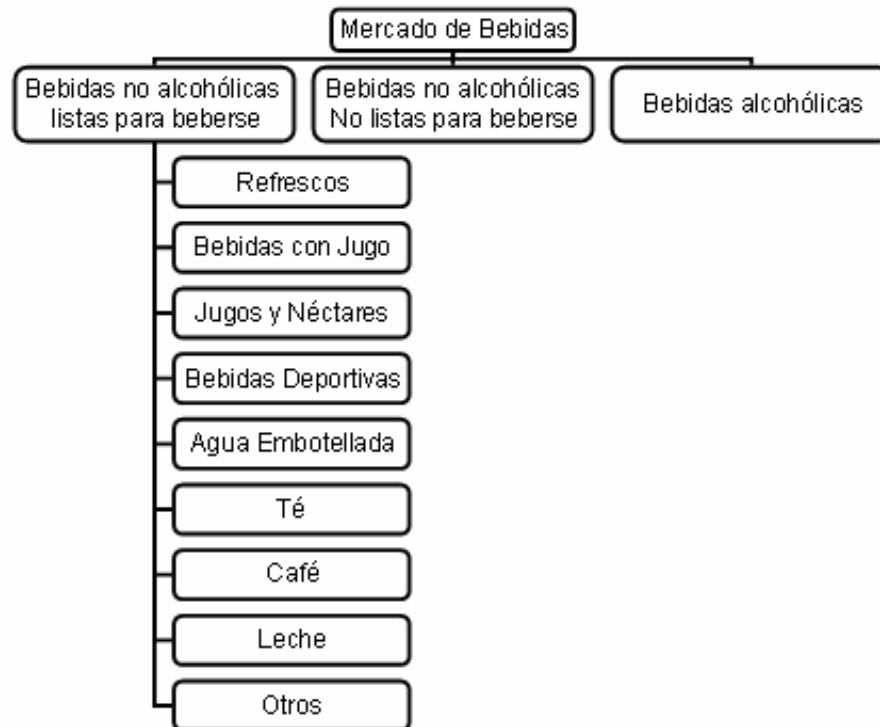 Mercado de Bebidas
Bebidas no alcohólicas
listas para beberse
Bebidas no alcohólicas
No listas para beberse
Bebidas alcohólicas
Refrescos
Bebidas con Jugo
Jugos y Néctares
Bebidas Deportivas
Agua Embotellada
Té
Café
Leche
Otros